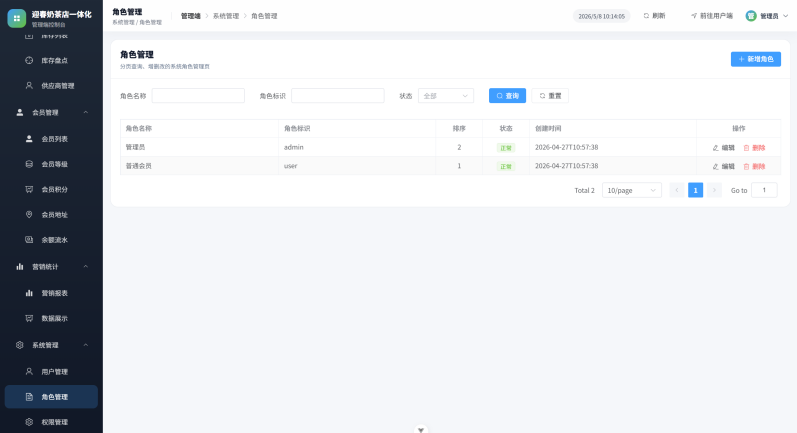 迎春奶茶店一体化
管理端控制台
库存列表
库存盘点
供应商管理
会员管理
会员列表
会员等级
会员积分
会员地址
余额流水
营销统计
营销报表
数据展示
系统管理
用户管理
角色管理
权限管理
角色管理
系统管理 / 角色管理
管理端 > 系统管理 > 角色管理
2026/5/8 10:14:05
刷新
前往用户端
管 管理员
角色管理
分页查询、增删改的系统角色管理页
+ 新增角色
角色名称
角色标识
状态 全部
查询
重置
角色名称 角色标识 排序 状态 创建时间 操作
管理员 admin 2 正常 2026-04-27T10:57:38 编辑 删除
普通会员 user 1 正常 2026-04-27T10:57:38 编辑 删除
Total 2 10/page 1 Go to 1